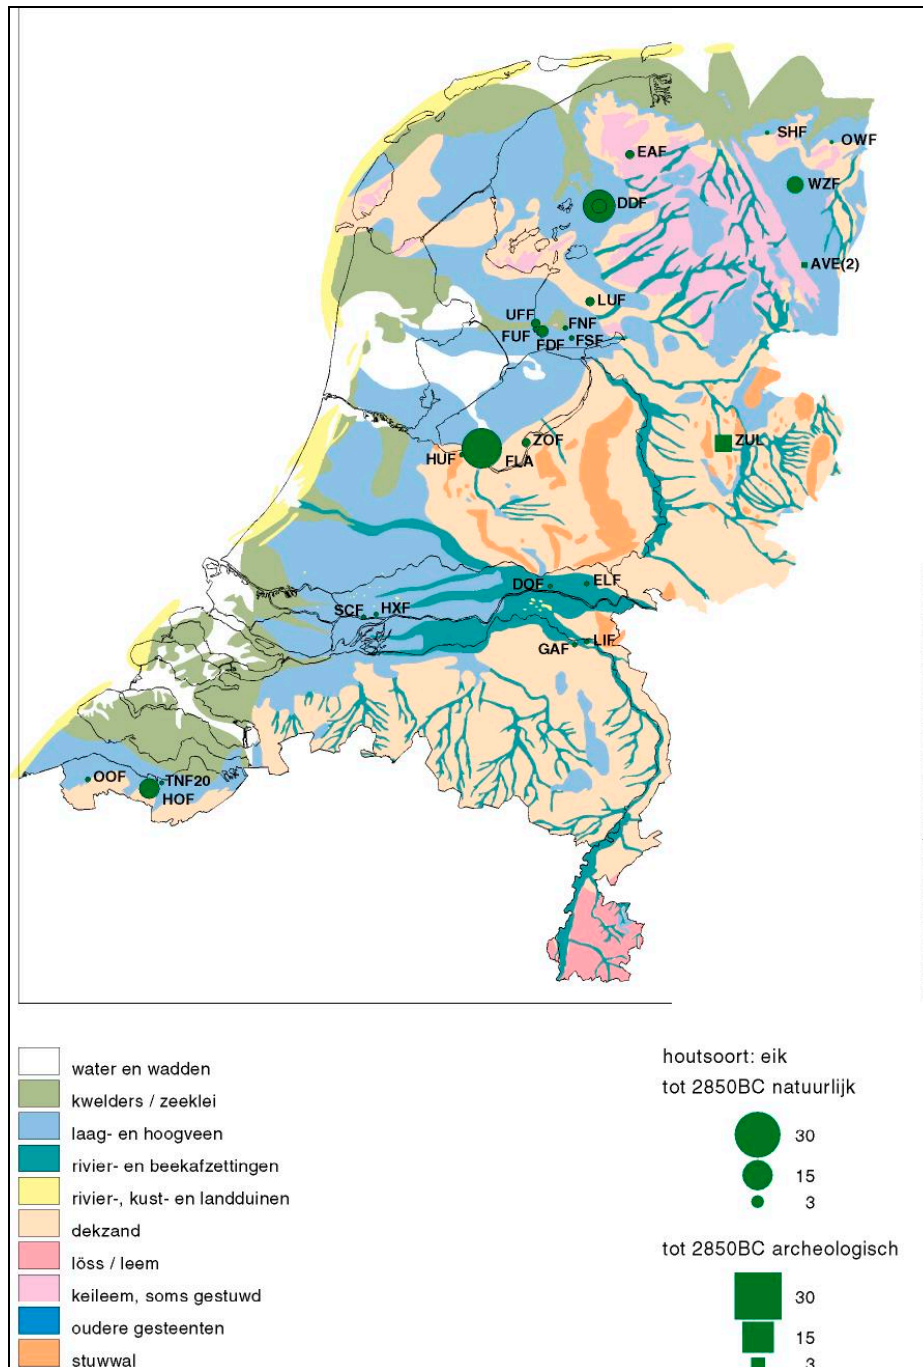 SHF
OWF
EAF
WZF
DDF
AVE(2)
LUF
UFF
FNF
FUF
FDF
FSF
ZOF
ZUL
HUF
FLA
DOF
ELF
SCF
HXF
GAF
LIF
OOF
TNF20
HOF
water en wadden
kwelders / zeeklei
laag- en hoogveen
rivier- en beekafzettingen
rivier-, kust- en landduinen
dekzand
löss / leem
keileem, soms gestuwd
oudere gesteenten
stuwwal
houtsoort: eik
tot 2850BC natuurlijk
30
15
3
tot 2850BC archeologisch
30
15
3